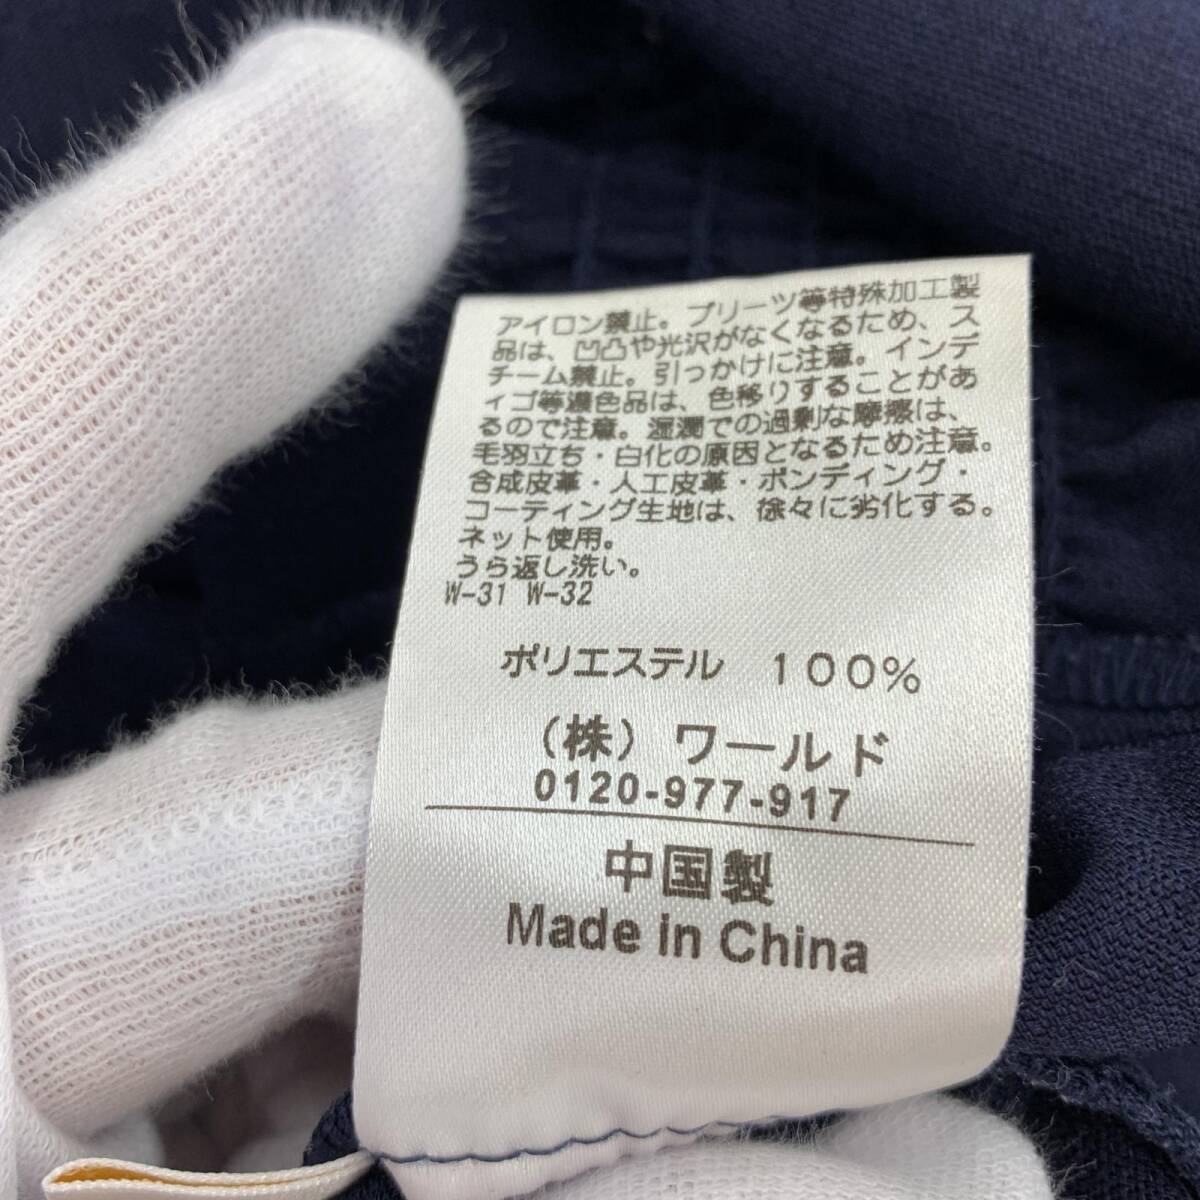 アイロン禁止。プリーツ等特殊加工製
品は、凹凸や光沢がなくなるため、ス
チーム禁止。引っかけに注意。インデ
ィゴ等濃色品は、色移りすることがあ
るので注意。湿潤での過剰な摩擦は、
毛羽立ち・白化の原因となるため注意。
合成皮革・人工皮革・ボンディング・
コーティング生地は、徐々に劣化する。
ネット使用。
うら返し洗い。
W-31 W-32
ポリエステル 100%
(株) ワールド
0120-977-917
中国製
Made in China